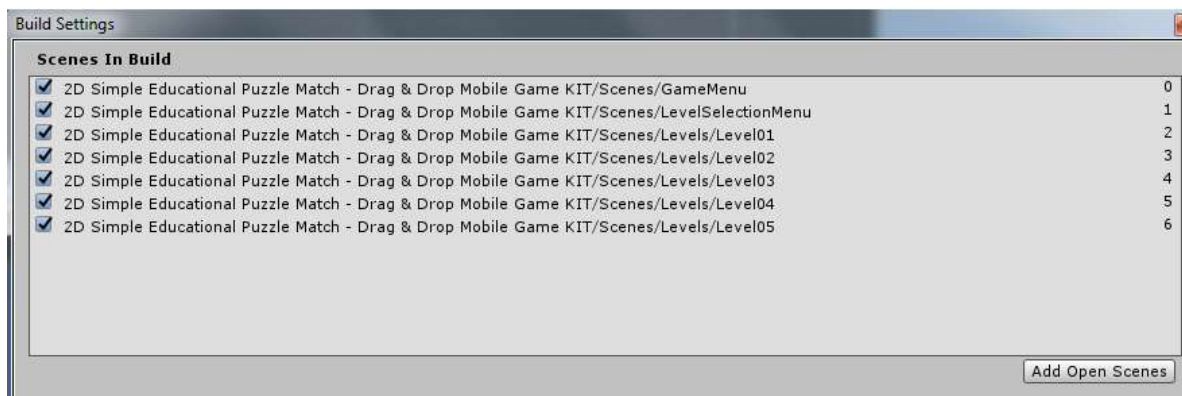 Build Settings
Scenes In Build
2D Simple Educational Puzzle Match - Drag & Drop Mobile Game KIT/Scenes/GameMenu 0
2D Simple Educational Puzzle Match - Drag & Drop Mobile Game KIT/Scenes/LevelSelectionMenu 1
2D Simple Educational Puzzle Match - Drag & Drop Mobile Game KIT/Scenes/Levels/Level01 2
2D Simple Educational Puzzle Match - Drag & Drop Mobile Game KIT/Scenes/Levels/Level02 3
2D Simple Educational Puzzle Match - Drag & Drop Mobile Game KIT/Scenes/Levels/Level03 4
2D Simple Educational Puzzle Match - Drag & Drop Mobile Game KIT/Scenes/Levels/Level04 5
2D Simple Educational Puzzle Match - Drag & Drop Mobile Game KIT/Scenes/Levels/Level05 6
Add Open Scenes